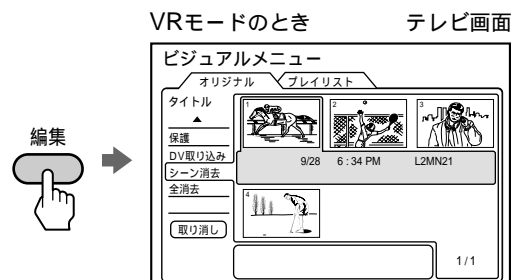 VRモードのとき　テレビ画面
ビジュアルメニュー
オリジナル　プレイリスト
タイトル
編集
保護
DV取り込み
シーン消去
全消去
取り消し
1
2
3
9/28　6:34 PM　L2MN21
4
1/1